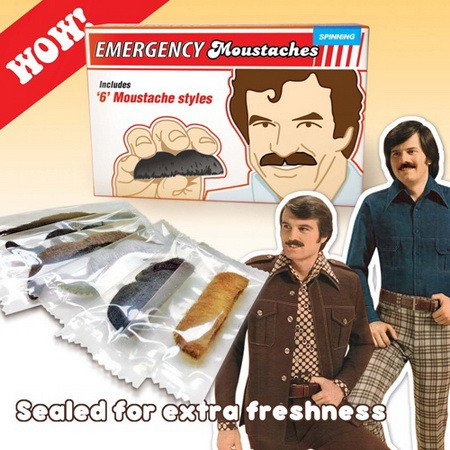 WOW!
EMERGENCY Moustaches
SPINNING
Includes
'6' Moustache styles
Sealed for extra freshness